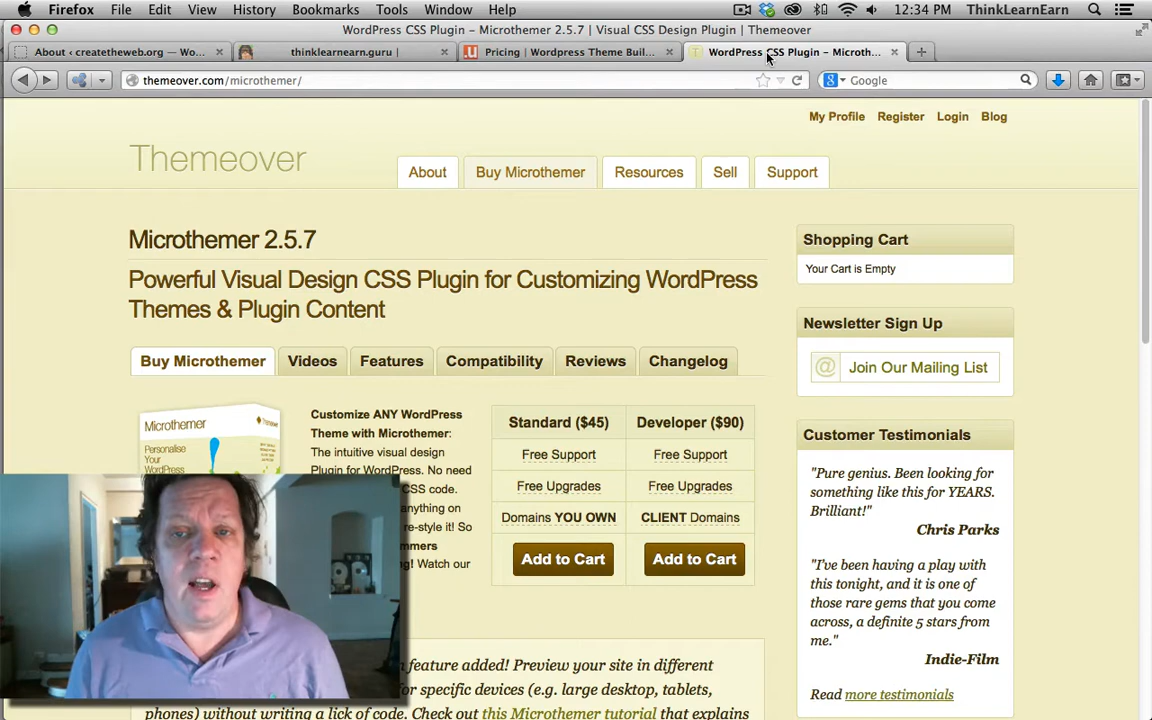 Firefox File Edit View History Bookmarks Tools Window Help 12:34 PM ThinkLearnEarn
WordPress CSS Plugin – Microthemer 2.5.7 | Visual CSS Design Plugin | Themeover
About ‹ createtheweb.org — Wo... thinklearnearn.guru | Pricing | Wordpress Theme Buil... WordPress CSS Plugin – Microth...
themeover.com/microthemer/ Google
My Profile Register Login Blog
Themeover
About Buy Microthemer Resources Sell Support
Microthemer 2.5.7
Powerful Visual Design CSS Plugin for Customizing WordPress
Themes & Plugin Content
Buy Microthemer Videos Features Compatibility Reviews Changelog
Microthemer
Themeover
Personalise
Your
Customize ANY WordPress
Theme with Microthemer:
The intuitive visual design
Plugin for WordPress. No need
CSS code.
anything on
re-style it! So
! Watch our
Standard ($45) Developer ($90)
Free Support Free Support
Free Upgrades Free Upgrades
Domains YOU OWN CLIENT Domains
Add to Cart Add to Cart
feature added! Preview your site in different
for specific devices (e.g. large desktop, tablets,
phones) without writing a lick of code. Check out this Microthemer tutorial that explains
Shopping Cart
Your Cart is Empty
Newsletter Sign Up
@ Join Our Mailing List
Customer Testimonials
"Pure genius. Been looking for
something like this for YEARS.
Brilliant!"
Chris Parks
"I've been having a play with
this tonight, and it is one of
those rare gems that you come
across, a definite 5 stars from
me."
Indie-Film
Read more testimonials